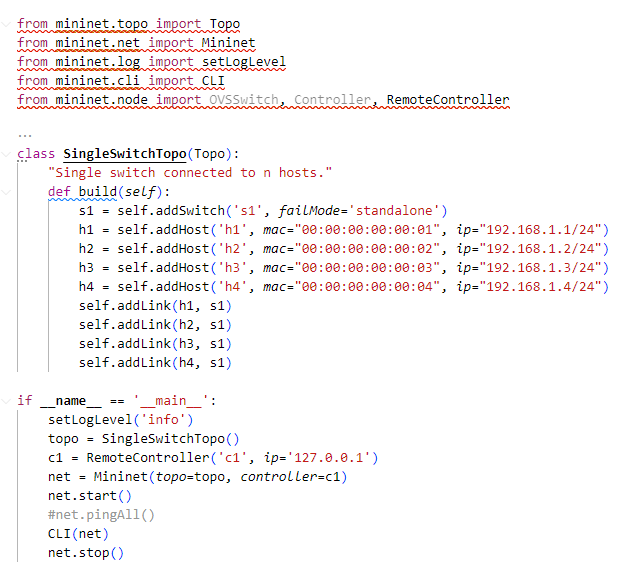 from mininet.topo import Topo
from mininet.net import Mininet
from mininet.log import setLogLevel
from mininet.cli import CLI
from mininet.node import OVSSwitch, Controller, RemoteController
...
class SingleSwitchTopo(Topo):
    "Single switch connected to n hosts."
    def build(self):
        s1 = self.addSwitch('s1', failMode='standalone')
        h1 = self.addHost('h1', mac="00:00:00:00:00:01", ip="192.168.1.1/24")
        h2 = self.addHost('h2', mac="00:00:00:00:00:02", ip="192.168.1.2/24")
        h3 = self.addHost('h3', mac="00:00:00:00:00:03", ip="192.168.1.3/24")
        h4 = self.addHost('h4', mac="00:00:00:00:00:04", ip="192.168.1.4/24")
        self.addLink(h1, s1)
        self.addLink(h2, s1)
        self.addLink(h3, s1)
        self.addLink(h4, s1)
if __name__ == '__main__':
    setLogLevel('info')
    topo = SingleSwitchTopo()
    c1 = RemoteController('c1', ip='127.0.0.1')
    net = Mininet(topo=topo, controller=c1)
    net.start()
    #net.pingAll()
    CLI(net)
    net.stop()